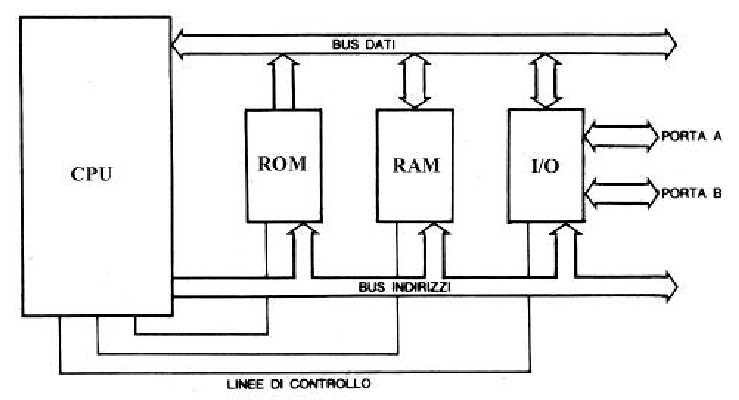 BUS DATI
CPU
ROM
RAM
I/O
PORTA A
PORTA B
BUS INDIRIZZI
LINEE DI CONTROLLO